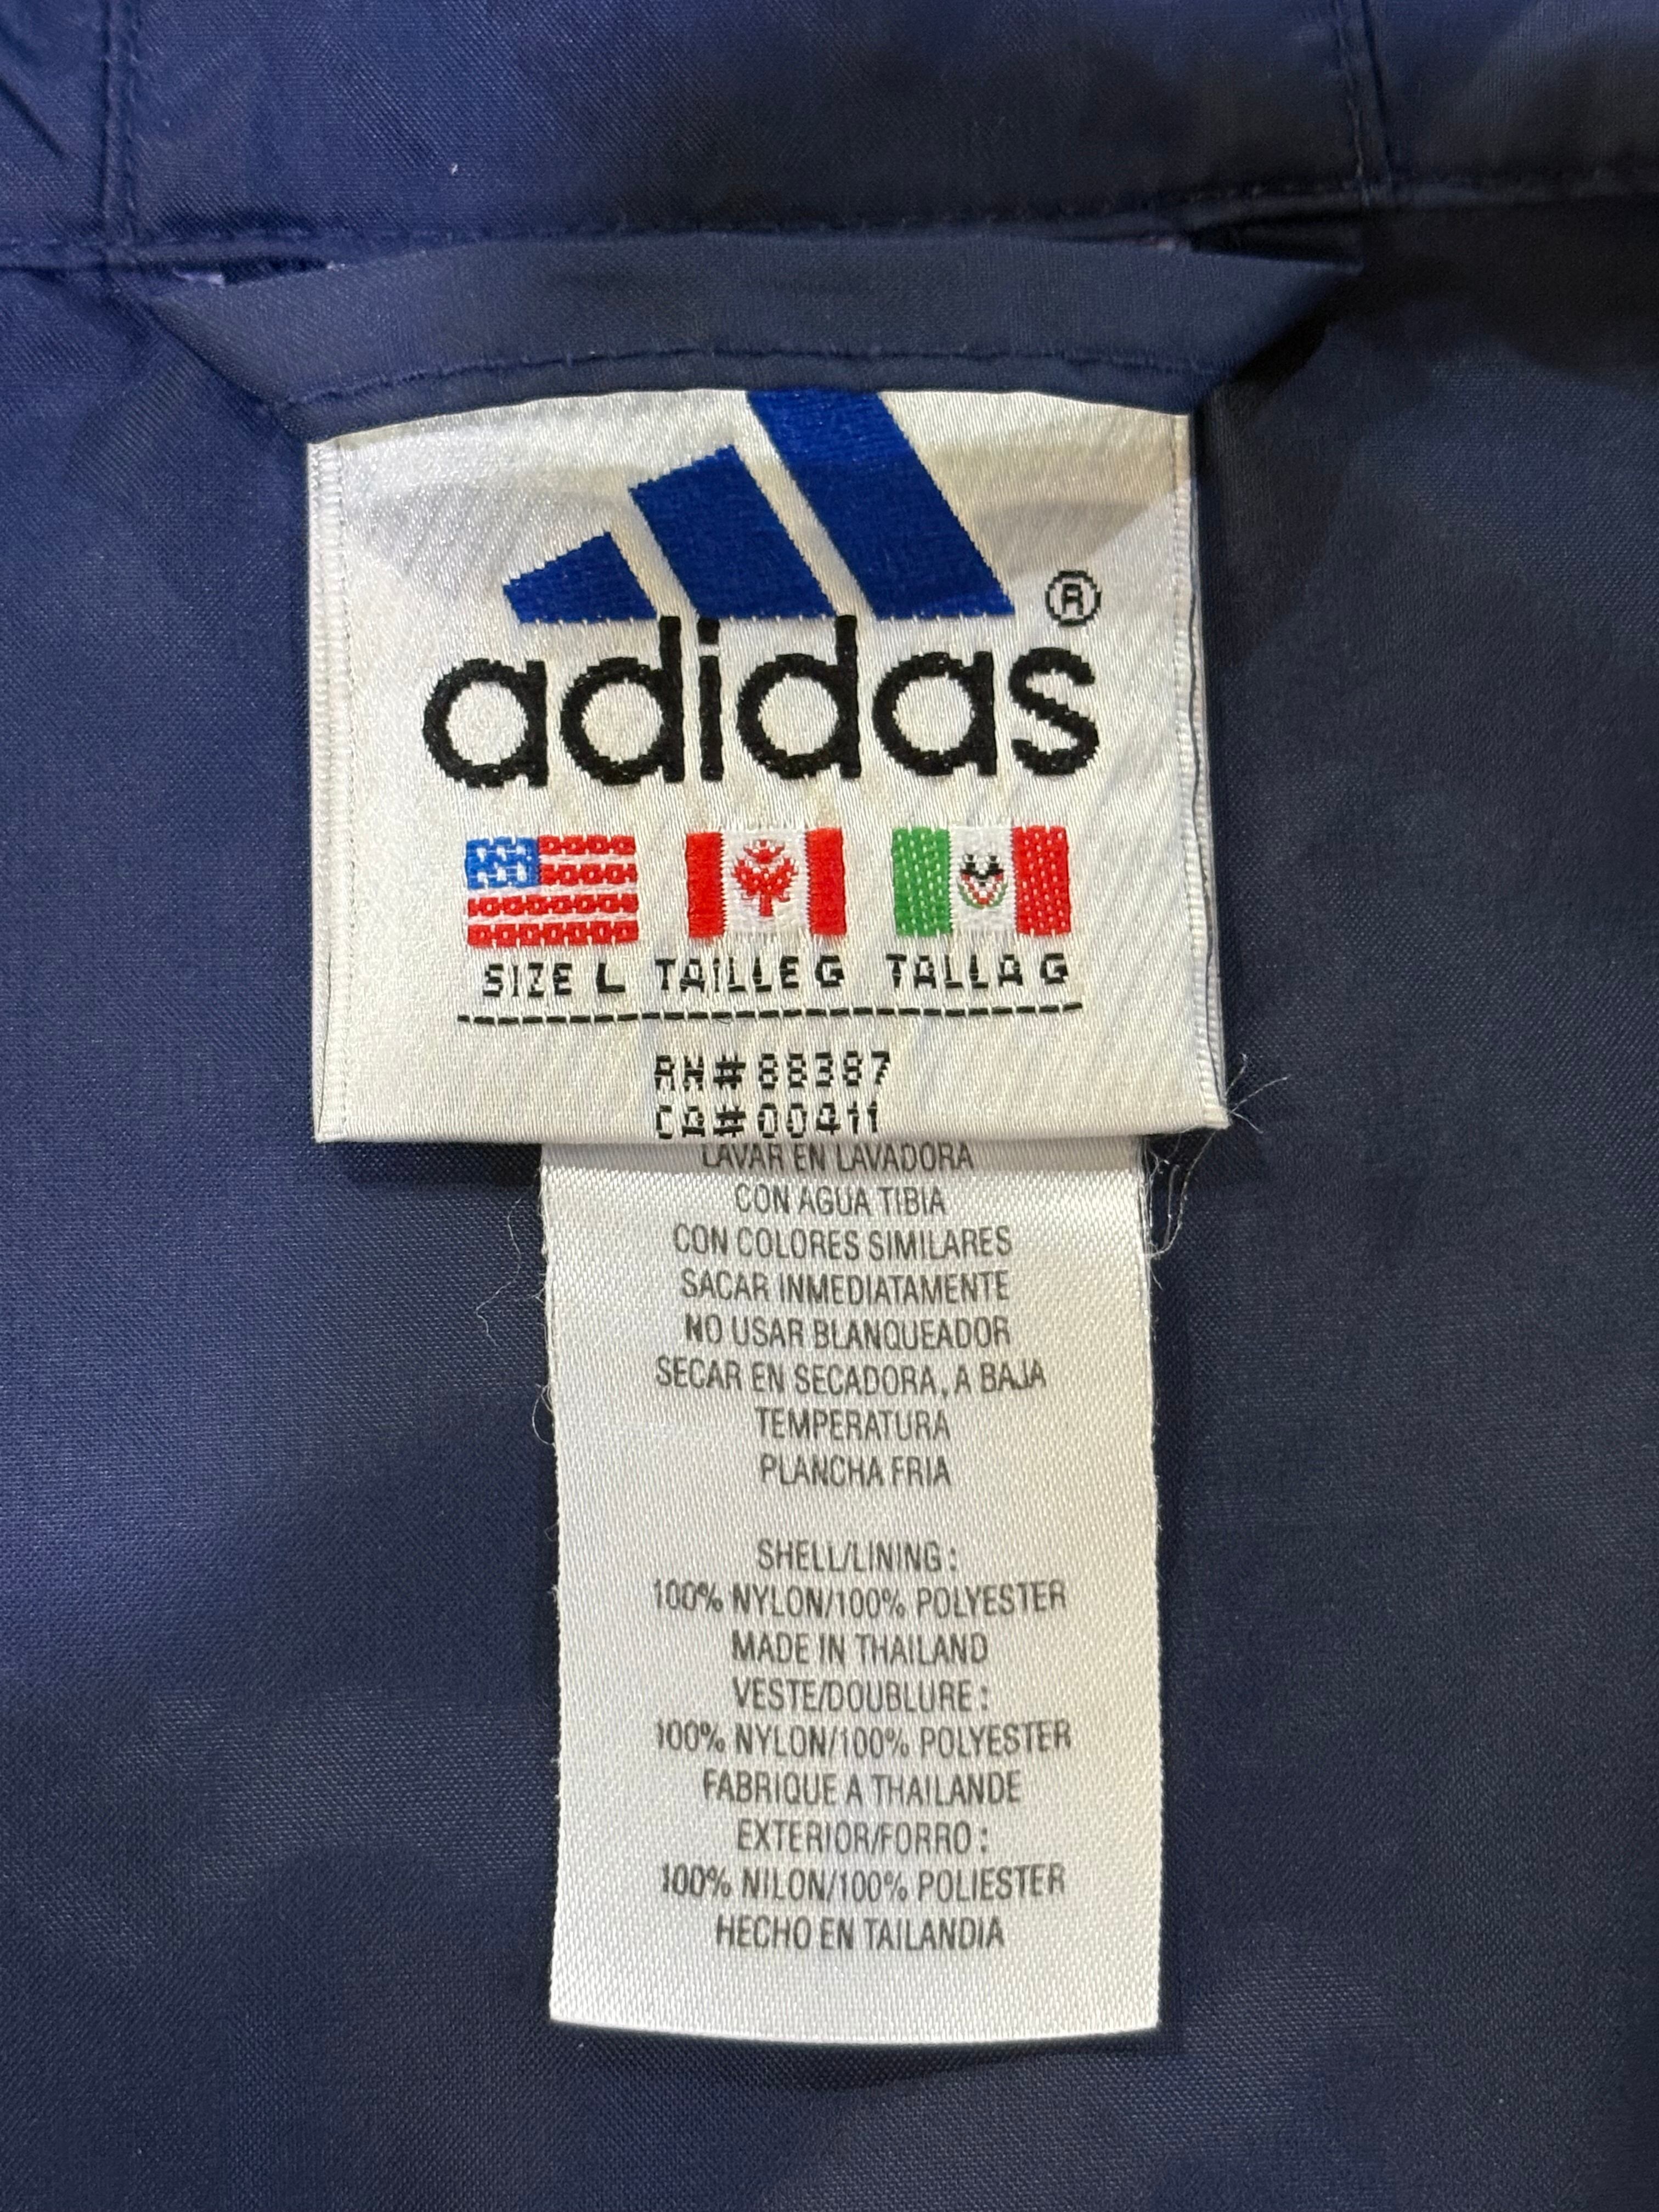 ®
adidas
SIZE L TAILLE G TALLA G
RN#88387
CA#00411
LAVAR EN LAVADORA
CON AGUA TIBIA
CON COLORES SIMILARES
SACAR INMEDIATAMENTE
NO USAR BLANQUEADOR
SECAR EN SECADORA, A BAJA
TEMPERATURA
PLANCHA FRIA
SHELL/LINING :
100% NYLON/100% POLYESTER
MADE IN THAILAND
VESTE/DOUBLURE :
100% NYLON/100% POLYESTER
FABRIQUE A THAILANDE
EXTERIOR/FORRO :
100% NILON/100% POLIESTER
HECHO EN TAILANDIA